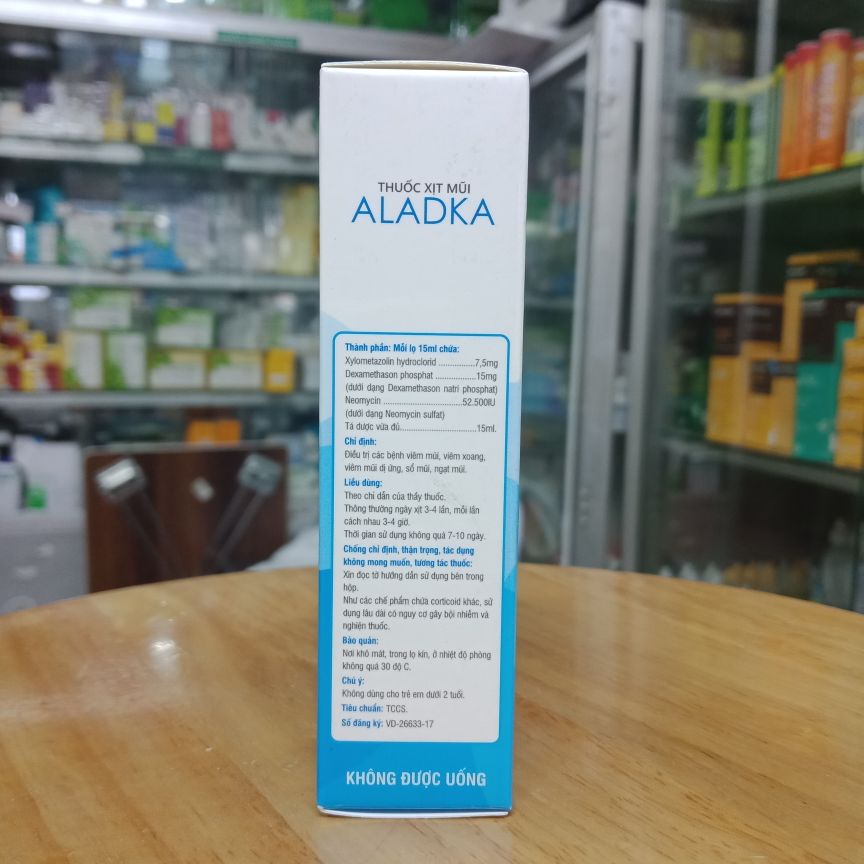 THUỐC XỊT MŨI
ALADKA
Thành phần: Mỗi lọ 15ml chứa:
Xylometazolin hydroclorid .................7,5mg
Dexamethason phosphat ...................15mg
(dưới dạng Dexamethason natri phosphat)
Neomycin .....................................52.500IU
(dưới dạng Neomycin sulfat)
Tá dược vừa đủ....................................15ml.
Chỉ định:
Điều trị các bệnh viêm mũi, viêm xoang,
viêm mũi dị ứng, sổ mũi, ngạt mũi.
Liều dùng:
Theo chỉ dẫn của thầy thuốc.
Thông thường ngày xịt 3-4 lần, mỗi lần
cách nhau 3-4 giờ.
Thời gian sử dụng không quá 7-10 ngày.
Chống chỉ định, thận trọng, tác dụng
không mong muốn, tương tác thuốc:
Xin đọc tờ hướng dẫn sử dụng bên trong
hộp.
Như các chế phẩm chứa corticoid khác, sử
dụng lâu dài có nguy cơ gây bội nhiễm và
nghiện thuốc.
Bảo quản:
Nơi khô mát, trong lọ kín, ở nhiệt độ phòng
không quá 30 độ C.
Chú ý:
Không dùng cho trẻ em dưới 2 tuổi.
Tiêu chuẩn: TCCS.
Số đăng ký: VD-26633-17
KHÔNG ĐƯỢC UỐNG